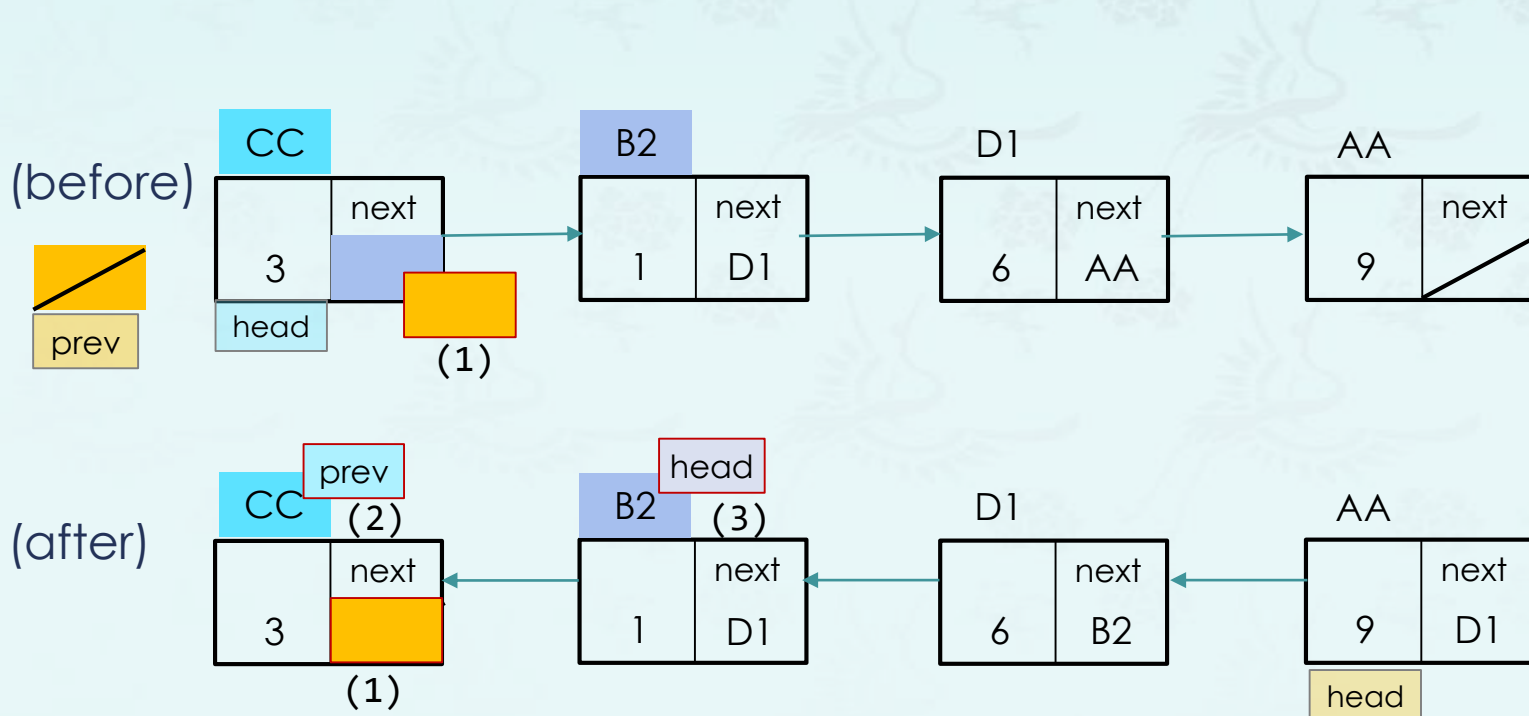 CC
B2
D1
AA
(before)
next
next
next
next
3
1
D1
6
AA
9
head
prev
(1)
prev
head
CC
(2)
B2
(3)
D1
AA
(after)
next
next
next
next
3
1
D1
6
B2
9
D1
(1)
head